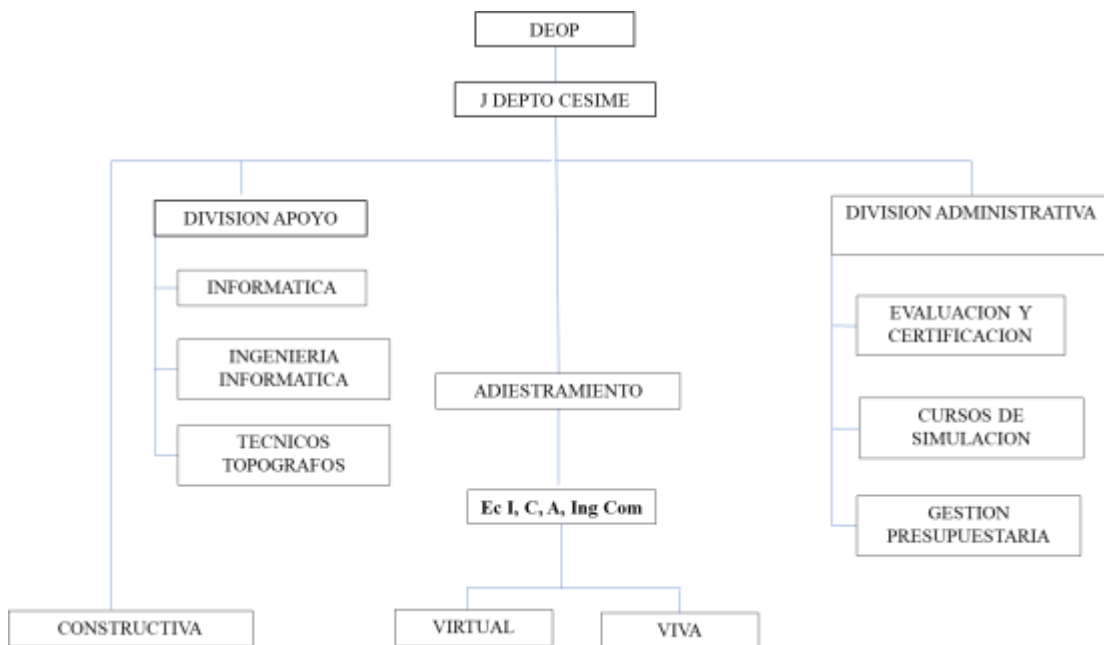 DEOP
J DEPTO CESIME
DIVISION APOYO
INFORMATICA
INGENIERIA
INFORMATICA
TECNICOS
TOPOGRAFOS
DIVISION ADMINISTRATIVA
EVALUACION Y
CERTIFICACION
CURSOS DE
SIMULACION
GESTION
PRESUPUESTARIA
ADIESTRAMIENTO
Ec I, C, A, Ing Com
CONSTRUCTIVA
VIRTUAL
VIVA